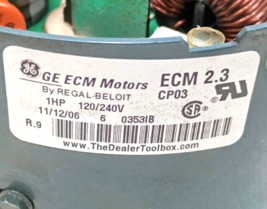 GE ECM Motors ECM 2.3
By REGAL-BELOIT CP03
1HP 120/240V
11/12/06 6 0353IB
R.9
www.TheDealerToolbox.com